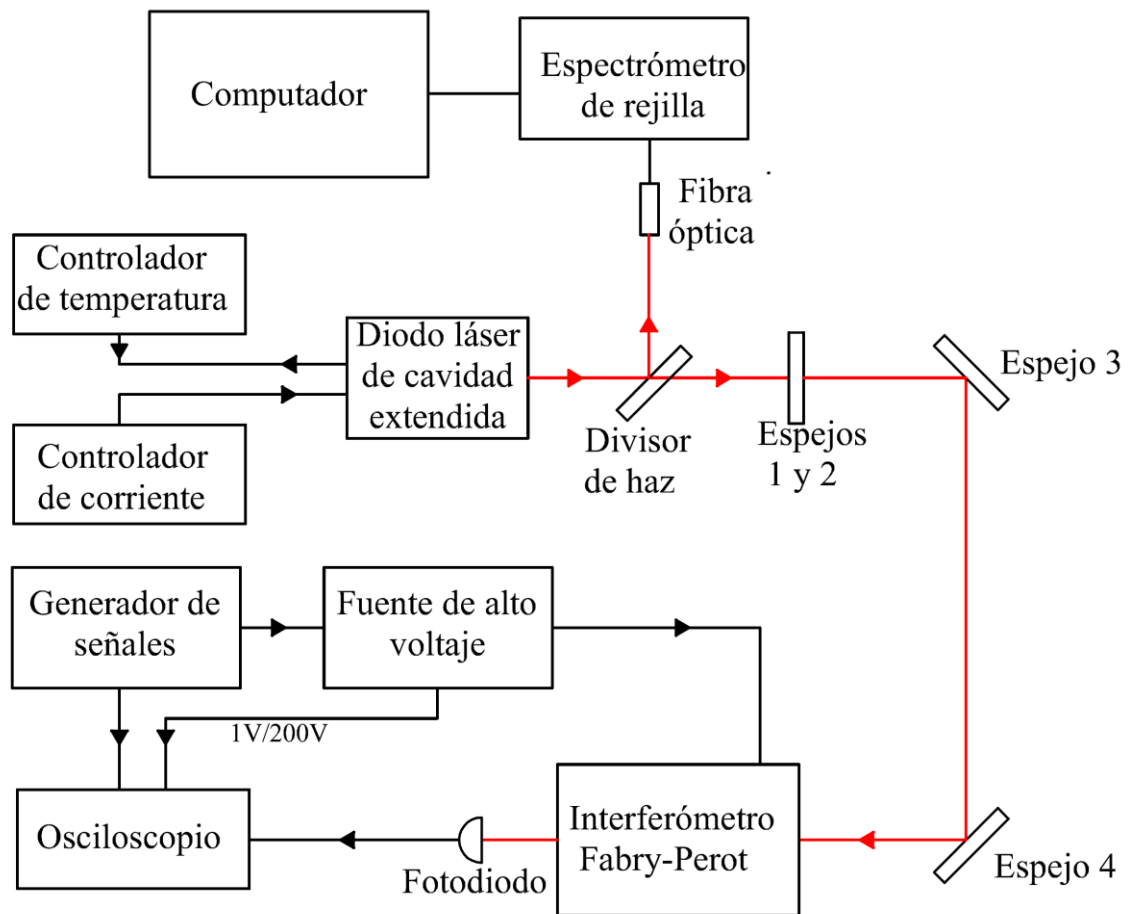 Computador
Espectrómetro
de rejilla
Fibra
óptica
Controlador
de temperatura
Diodo láser
de cavidad
extendida
Espejo 3
Controlador
de corriente
Divisor
de haz
Espejos
1 y 2
Generador de
señales
Fuente de alto
voltaje
1V/200V
Osciloscopio
Fotodiodo
Interferómetro
Fabry-Perot
Espejo 4